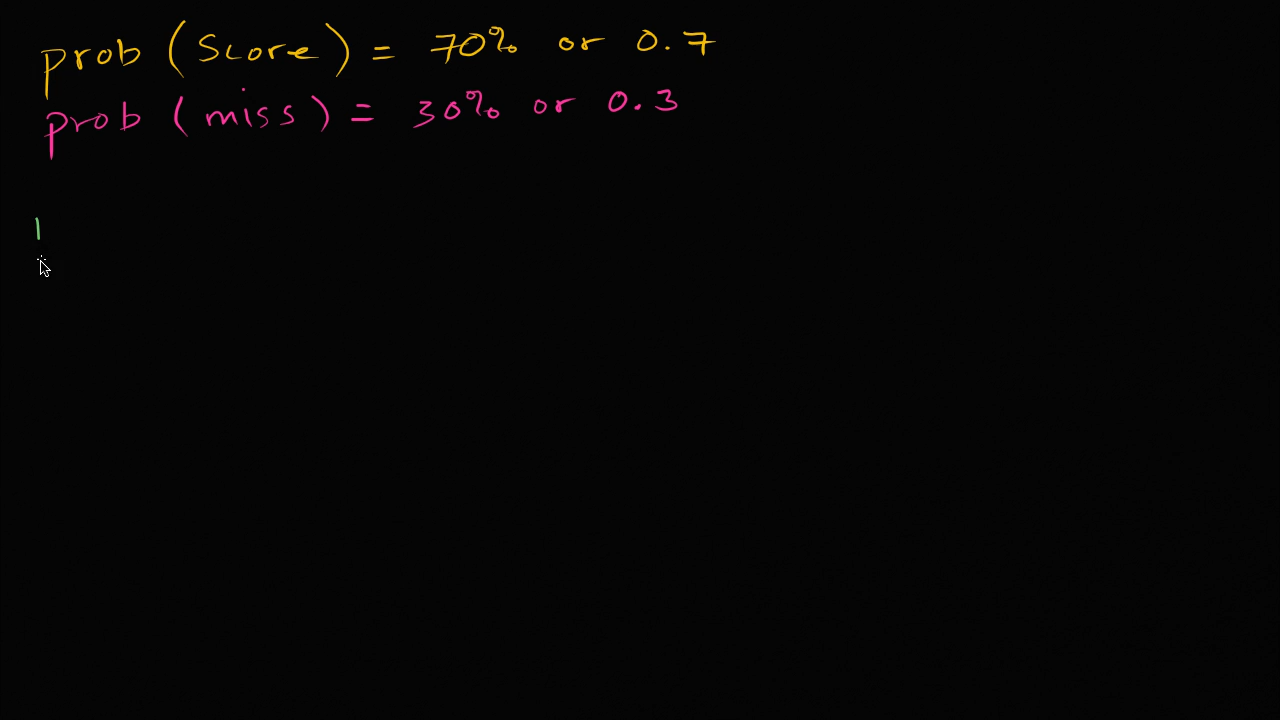 prob (Score) = 70% or 0.7
prob (miss) = 30% or 0.3